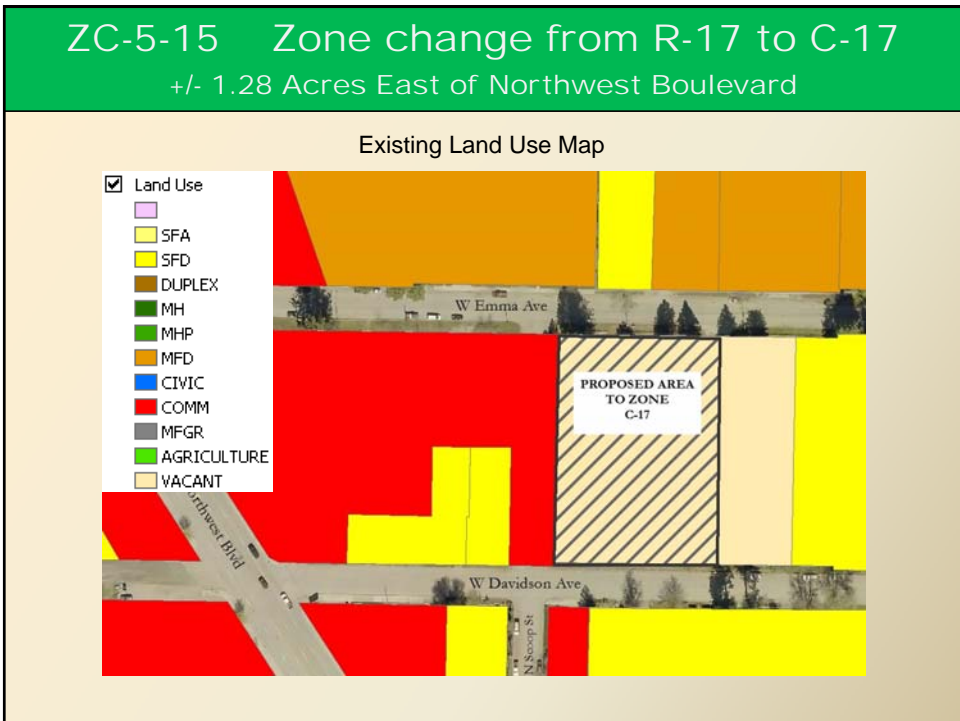 ZC-5-15 Zone change from R-17 to C-17
+/- 1.28 Acres East of Northwest Boulevard
Existing Land Use Map
Land Use
SFA
SFD
DUPLEX
MH
MHP
MFD
CIVIC
COMM
MFGR
AGRICULTURE
VACANT
W Emma Ave
PROPOSED AREA
TO ZONE
C-17
orthwest Blvd
W Davidson Ave
N Scoop St